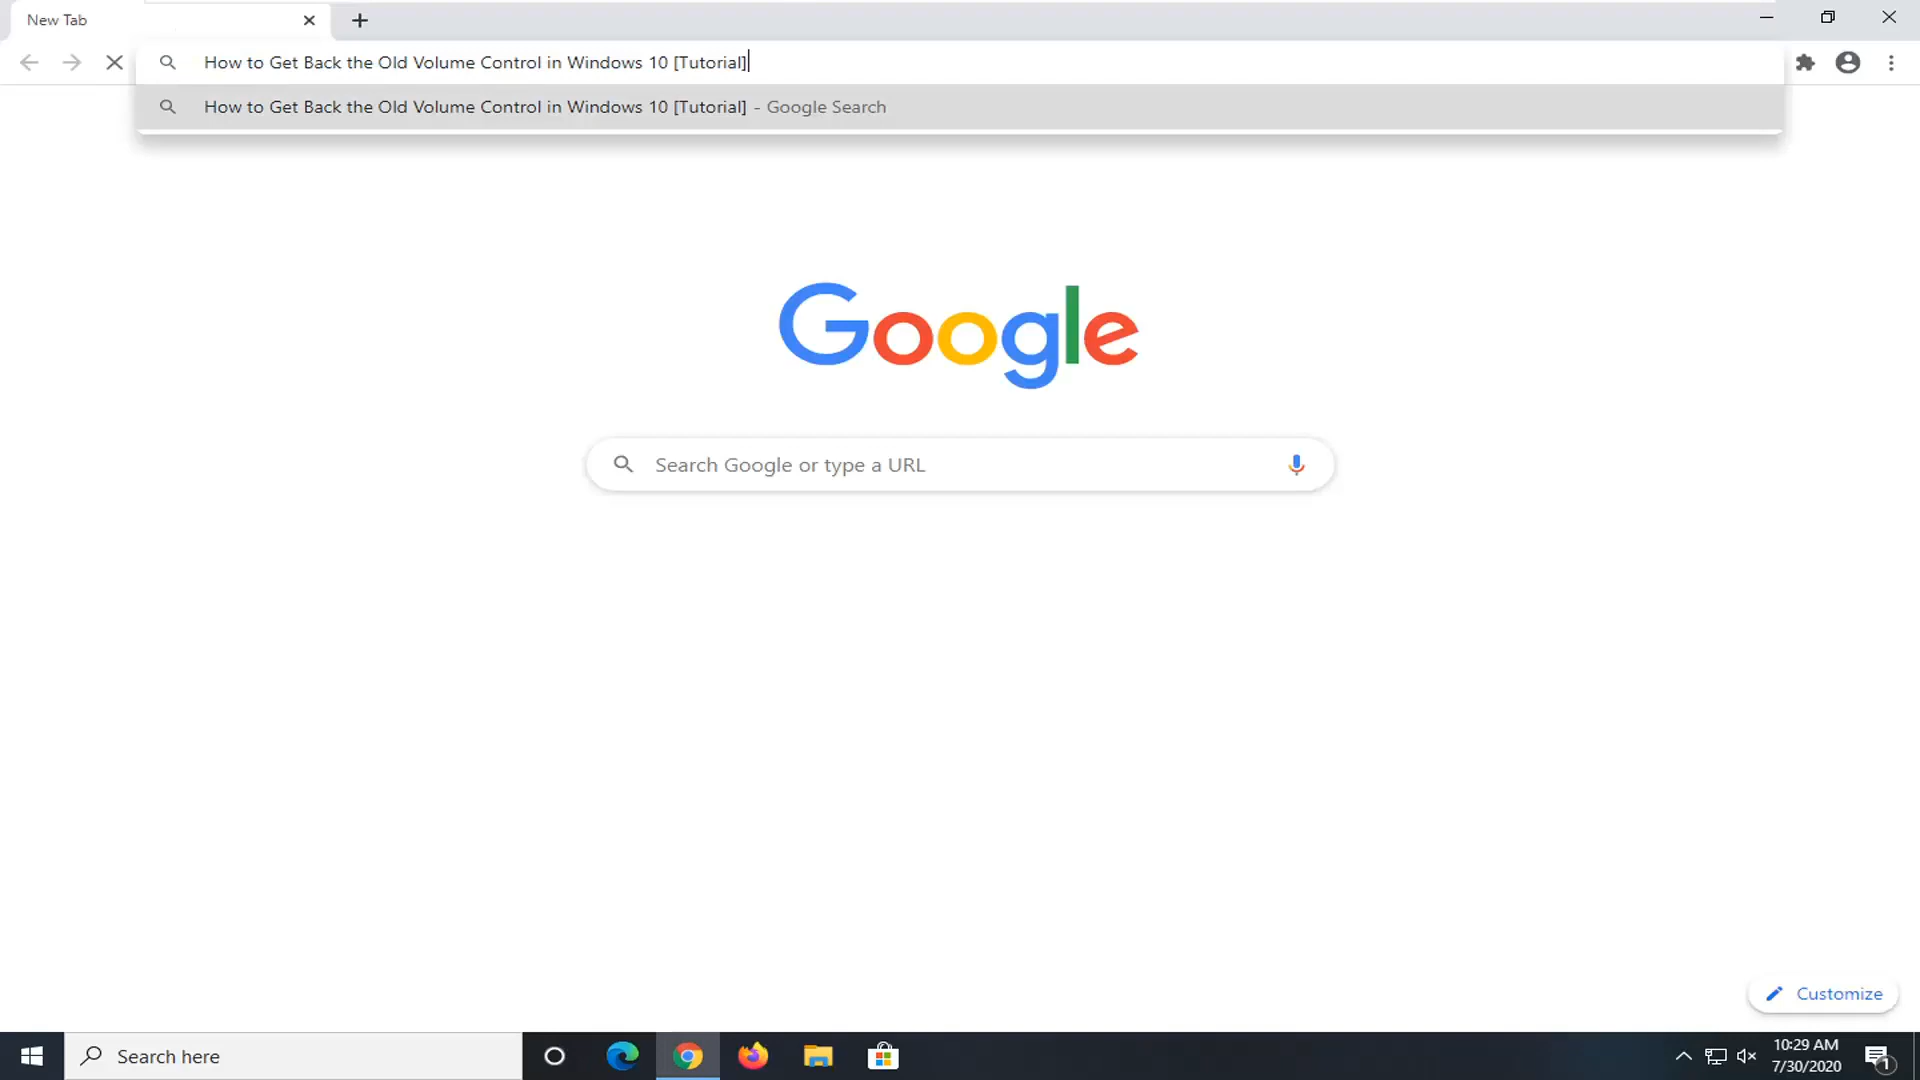 New Tab
How to Get Back the Old Volume Control in Windows 10 [Tutorial]
How to Get Back the Old Volume Control in Windows 10 [Tutorial] - Google Search
Google
Search Google or type a URL
Customize
Search here
10:29 AM
7/30/2020
1